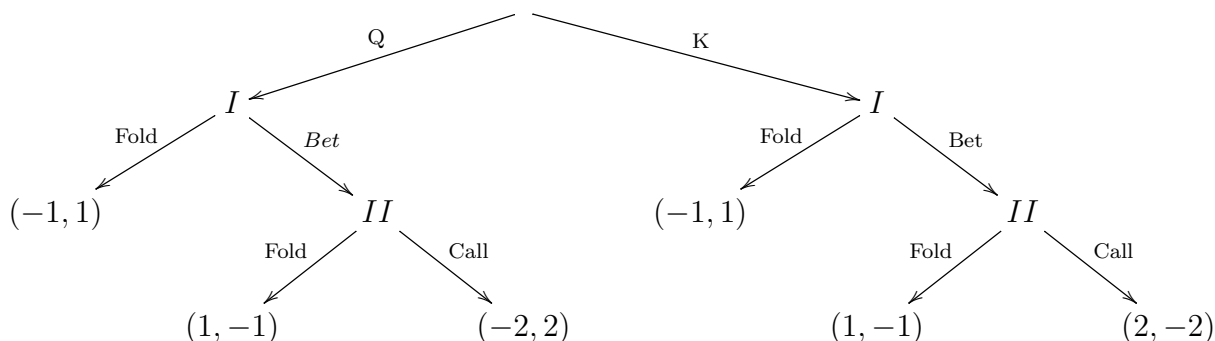 Q K
I I
Fold Bet Fold Bet
(−1, 1) II (−1, 1) II
Fold Call Fold Call
(1, −1) (−2, 2) (1, −1) (2, −2)